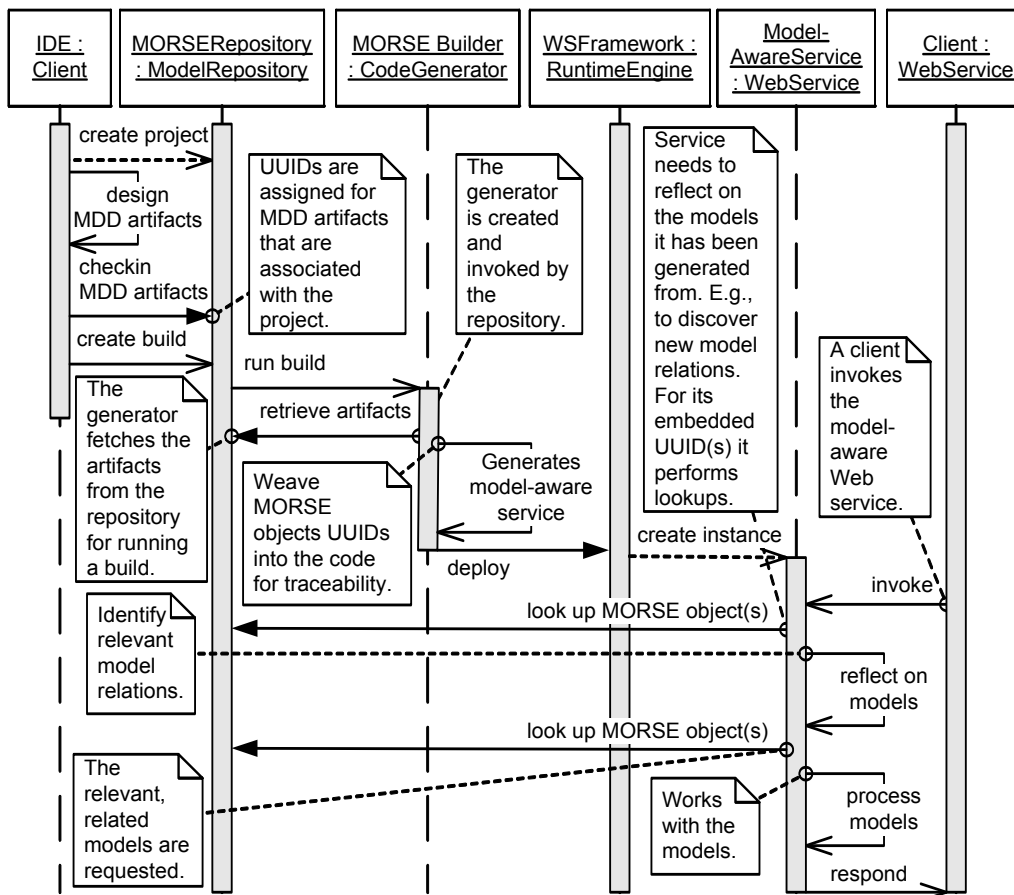 IDE :
Client
MORSERepository
: ModelRepository
MORSE Builder
: CodeGenerator
WSFramework :
RuntimeEngine
Model-
AwareService
: WebService
Client :
WebService
create project
design
MDD artifacts
checkin
MDD artifacts
create build
UUIDs are
assigned for
MDD artifacts
that are
associated
with the
project.
The
generator
is created
and
invoked by
the
repository.
Service
needs to
reflect on
the models
it has been
generated
from. E.g.,
to discover
new model
relations.
For its
embedded
UUID(s) it
performs
lookups.
A client
invokes
the
model-
aware
Web
service.
run build
retrieve artifacts
The
generator
fetches the
artifacts
from the
repository
for running
a build.
Weave
MORSE
objects UUIDs
into the code
for traceability.
Generates
model-aware
service
deploy
create instance
invoke
look up MORSE object(s)
Identify
relevant
model
relations.
reflect on
models
look up MORSE object(s)
The
relevant,
related
models are
requested.
Works
with the
models.
process
models
respond